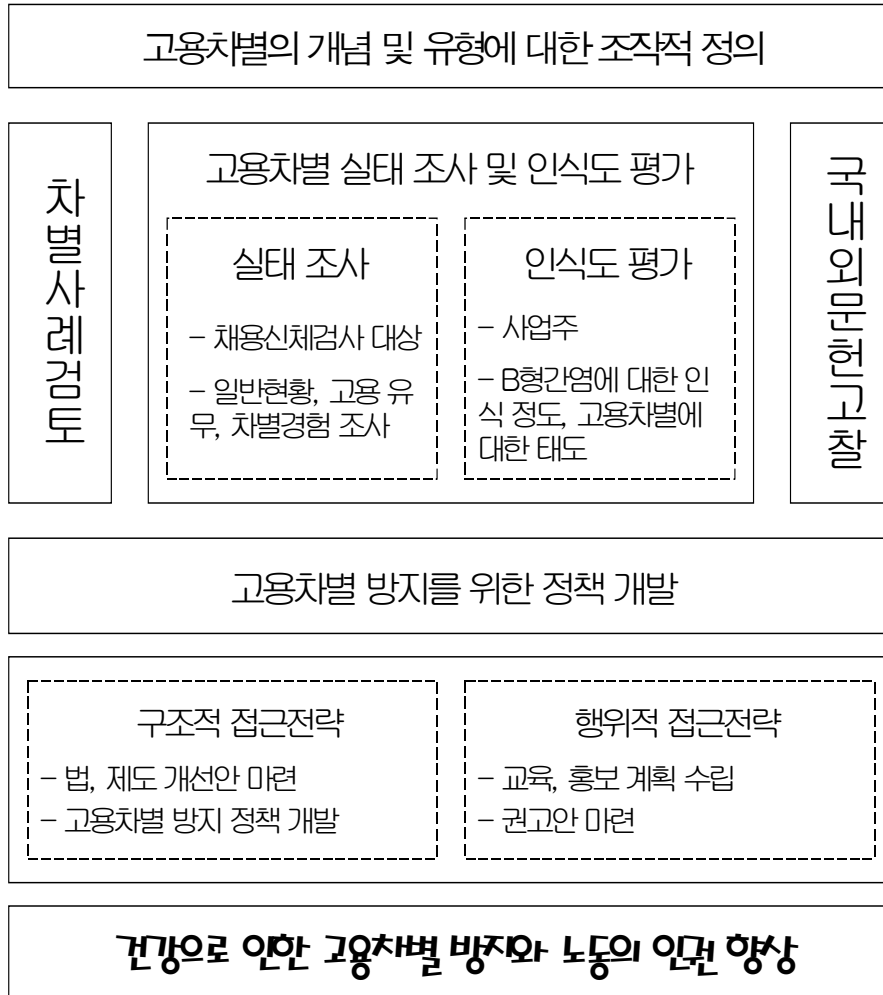 고용차별의 개념 및 유형에 대한 조작적 정의
차별사례검토
고용차별 실태 조사 및 인식도 평가
실태 조사
– 채용신체검사 대상
– 일반현황, 고용 유
무, 차별경험 조사
인식도 평가
– 사업주
– B형간염에 대한 인
식 정도, 고용차별에
대한 태도
국내외문헌고찰
고용차별 방지를 위한 정책 개발
구조적 접근전략
– 법, 제도 개선안 마련
– 고용차별 방지 정책 개발
행위적 접근전략
– 교육, 홍보 계획 수립
– 권고안 마련
건강으로 인한 고용차별 방지와 노동의 인권 향상